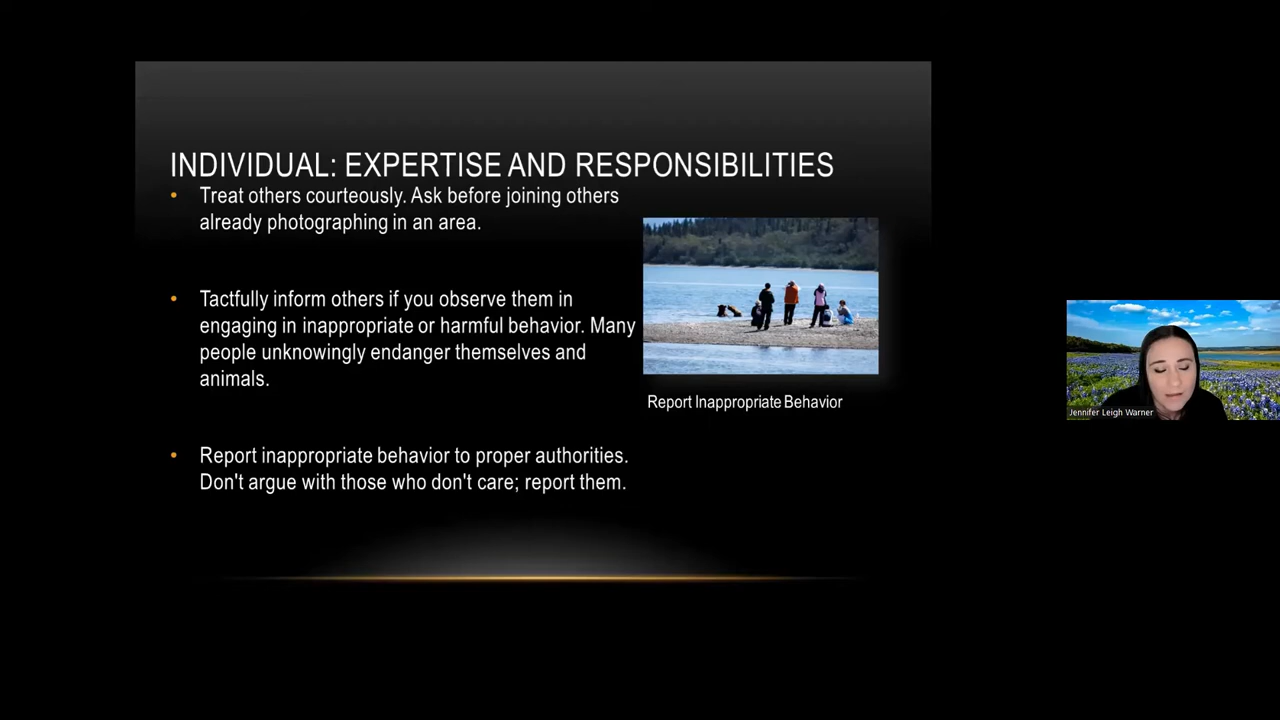 INDIVIDUAL: EXPERTISE AND RESPONSIBILITIES
• Treat others courteously. Ask before joining others
already photographing in an area.
• Tactfully inform others if you observe them in
engaging in inappropriate or harmful behavior. Many
people unknowingly endanger themselves and
animals.
• Report inappropriate behavior to proper authorities.
Don't argue with those who don't care; report them.
Report Inappropriate Behavior
Jennifer Leigh Warner